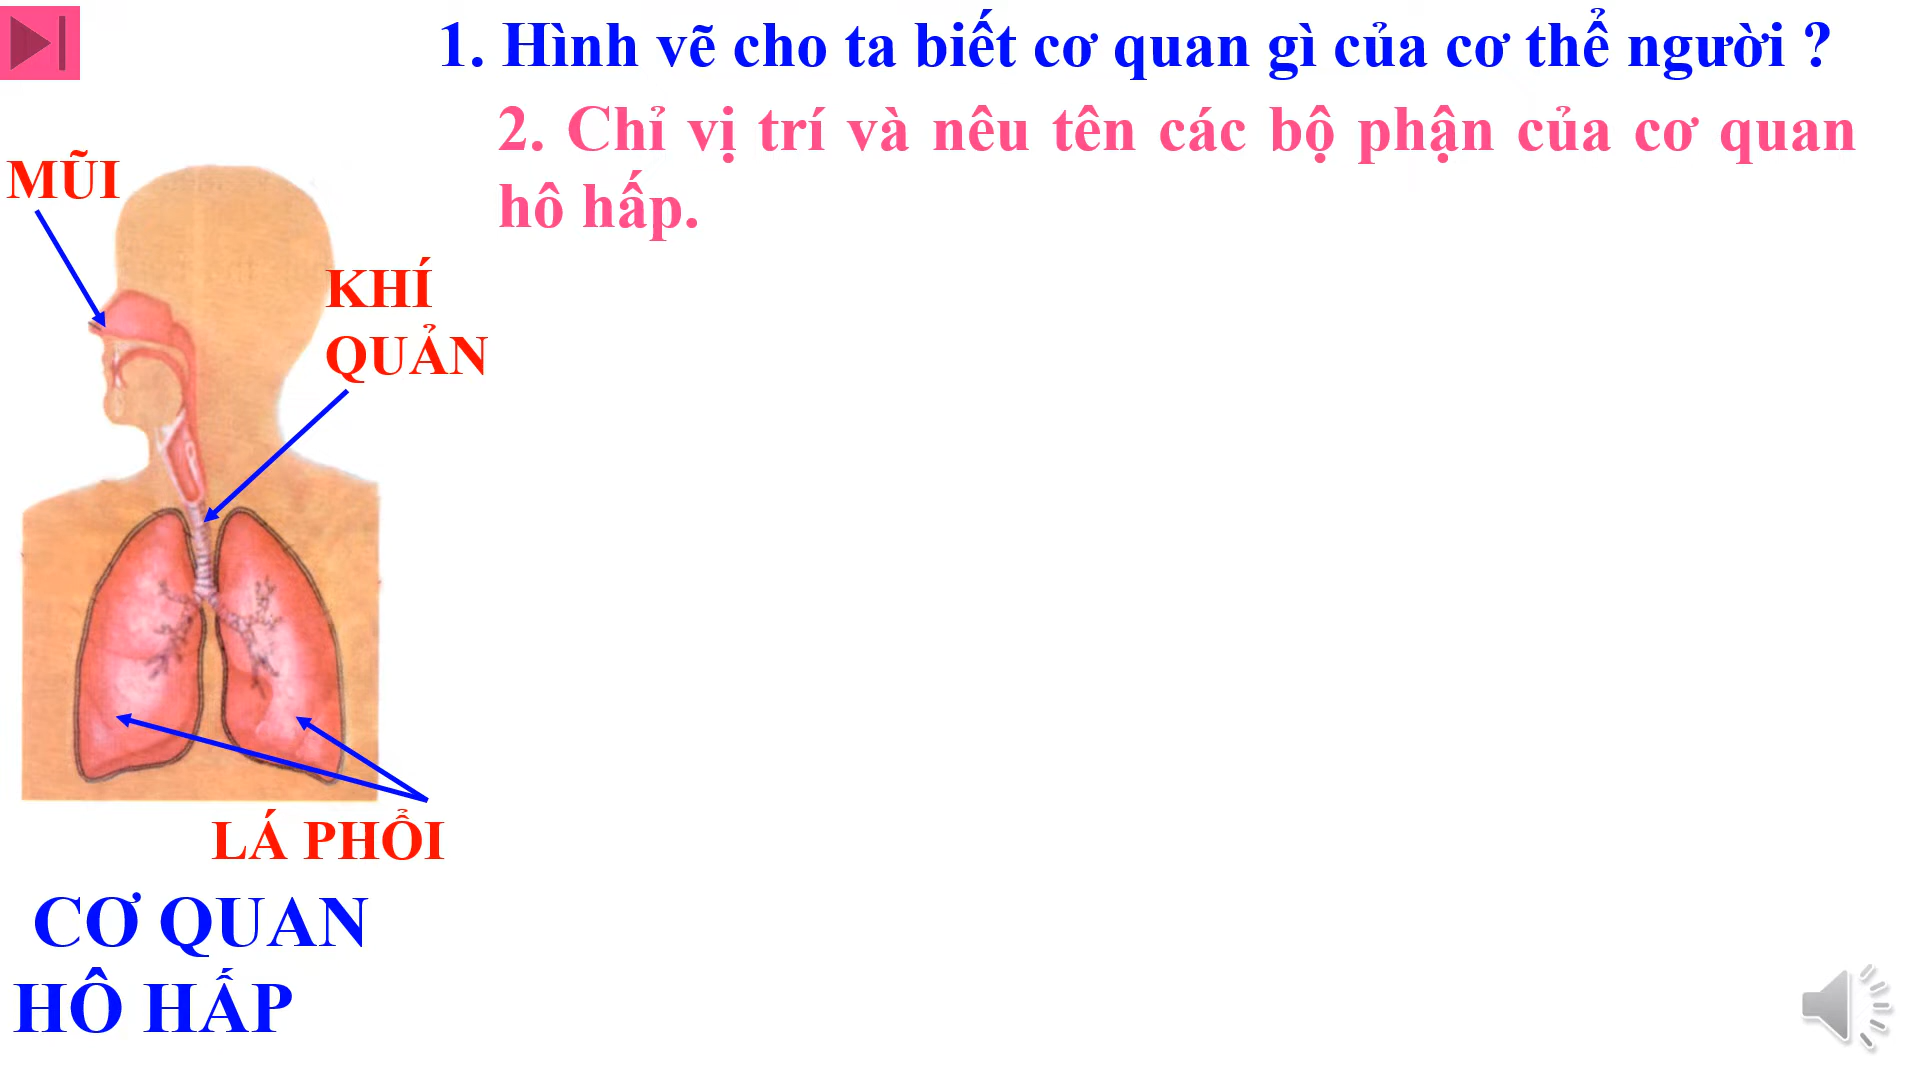 1. Hình vẽ cho ta biết cơ quan gì của cơ thể người ?
2. Chỉ vị trí và nêu tên các bộ phận của cơ quan
hô hấp.
MŨI
KHÍ
QUẢN
LÁ PHỔI
CƠ QUAN
HÔ HẤP